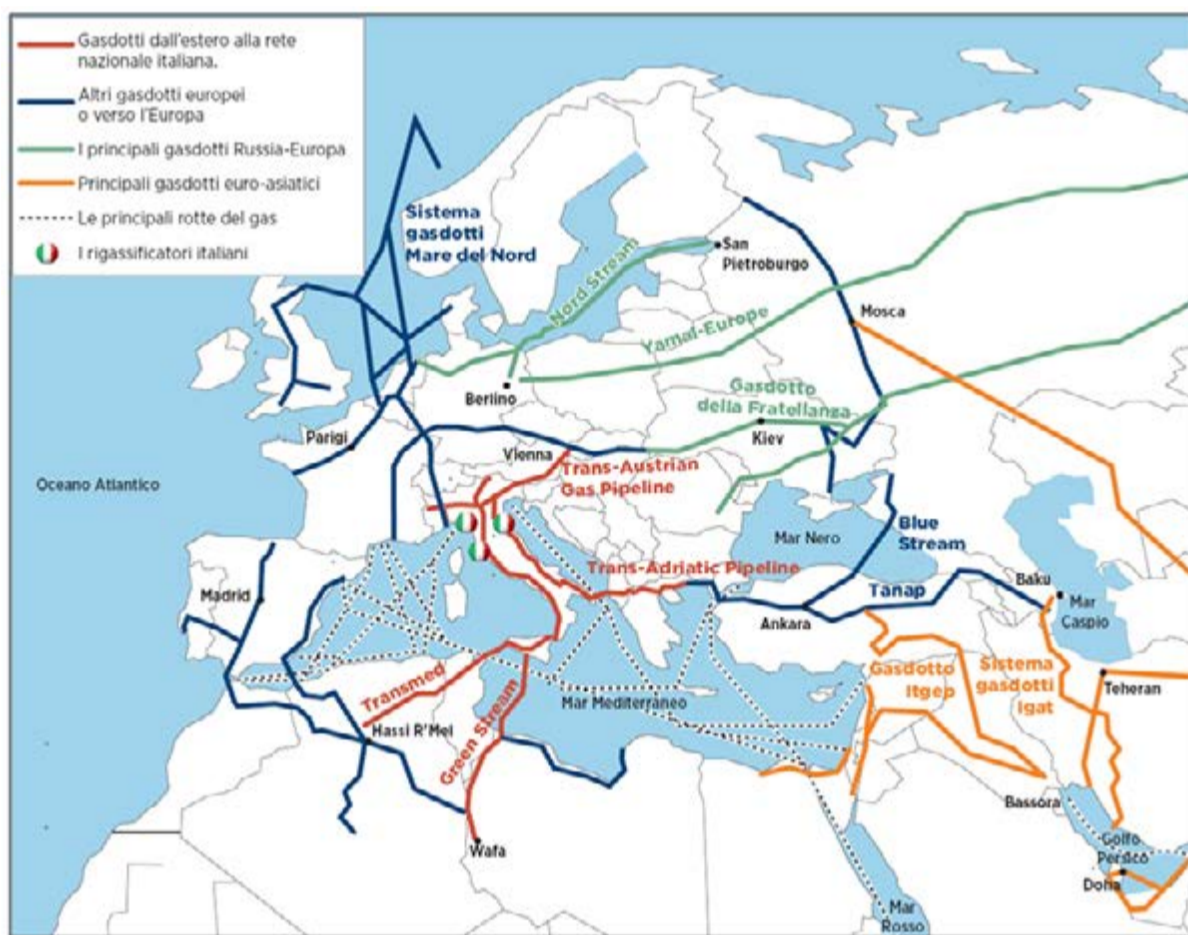 Gasdotti dall'estero alla rete
nazionale italiana.
Altri gasdotti europei
o verso l'Europa
I principali gasdotti Russia-Europa
Principali gasdotti euro-asiatici
Le principali rotte del gas
I rigassificatori italiani
Sistema
gasdotti
Mare del Nord
Nord Stream
San
Pietroburgo
Yamal-Europe
Mosca
Berlino
Gasdotto
della Fratellanza
Kiev
Parigi
Vienna
Trans-Austrian
Gas Pipeline
Oceano Atlantico
Mar Nero
Blue
Stream
Trans-Adriatic Pipeline
Madrid
Ankara
Tanap
Baku
Mar
Caspio
Transmed
Green Stream
Mar Mediterraneo
Gasdotto
Itgep
Sistema
gasdotti
Igat
Teheran
Hassi R'Mel
Bassora
Wafa
Golfo
Persico
Doha
Mar
Rosso